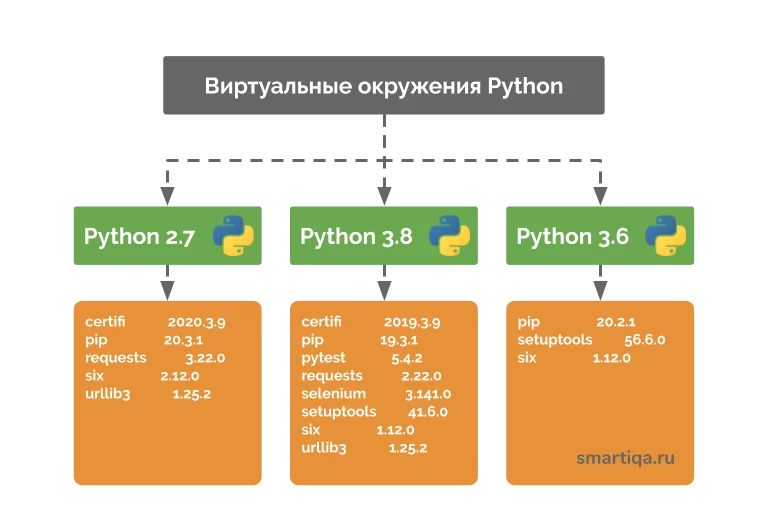 Виртуальные окружения Python
Python 2.7
Python 3.8
Python 3.6
certifi 2020.3.9
pip 20.3.1
requests 3.22.0
six 2.12.0
urllib3 1.25.2
certifi 2019.3.9
pip 19.3.1
pytest 5.4.2
requests 2.22.0
selenium 3.141.0
setuptools 41.6.0
six 1.12.0
urllib3 1.25.2
pip 20.2.1
setuptools 56.6.0
six 1.12.0
smartiqa.ru